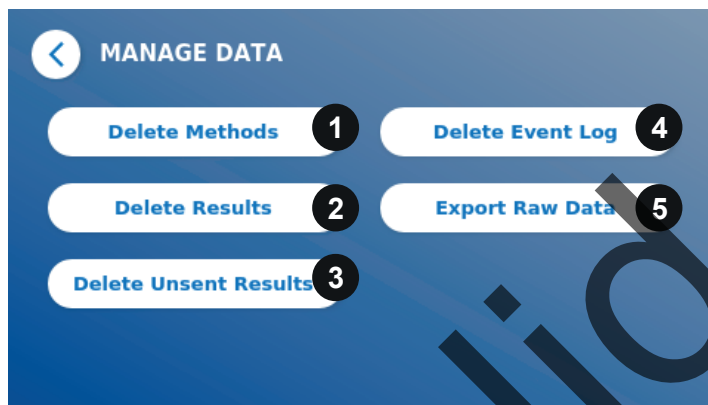 MANAGE DATA
Delete Methods 1
Delete Event Log 4
Delete Results 2
Export Raw Data 5
Delete Unsent Results 3